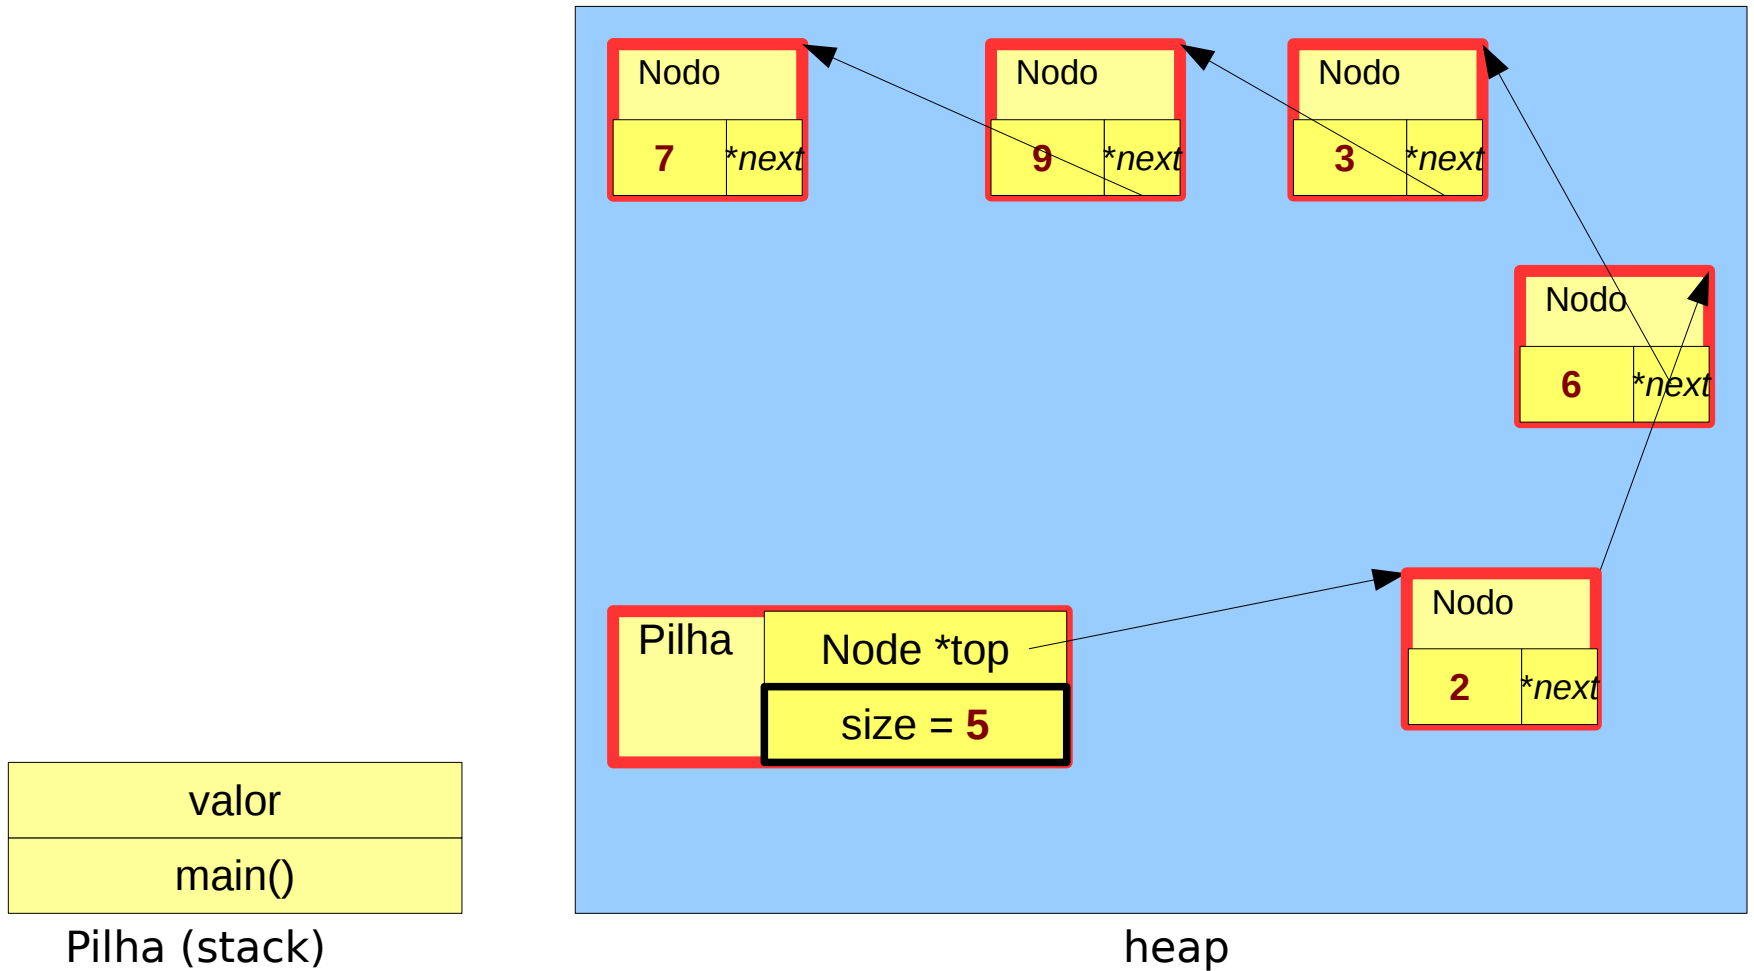 Nodo
7 *next
Nodo
9 *next
Nodo
3 *next
Nodo
6 *next
Nodo
2 *next
Pilha
Node *top
size = 5
valor
main()
Pilha (stack)
heap